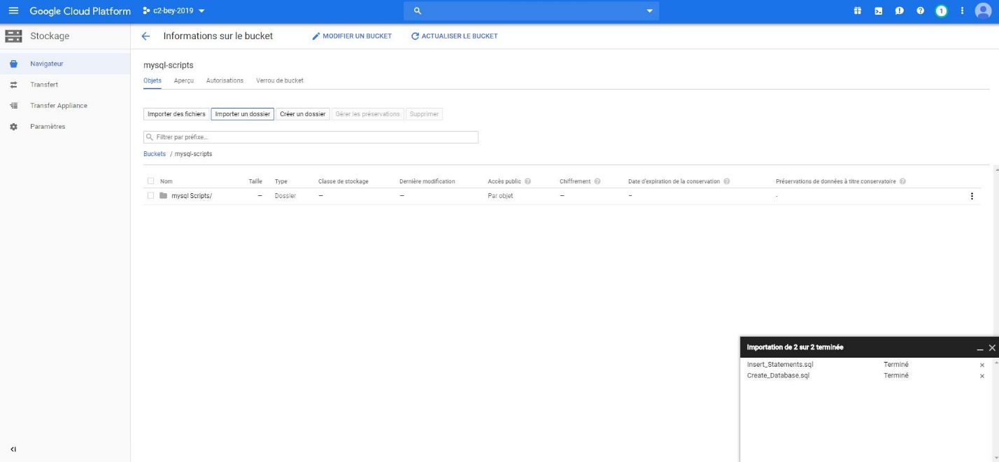 Google Cloud Platform c2-bey-2019 1
Stockage Informations sur le bucket MODIFIER UN BUCKET ACTUALISER LE BUCKET
Navigateur
Transfert
Transfer Appliance
Paramètres
mysql-scripts
Objets Aperçu Autorisations Verrou de bucket
Importer des fichiers Importer un dossier Créer un dossier Gérer les préservations Supprimer
Filtrer par préfixe...
Buckets / mysql-scripts
Nom Taille Type Classe de stockage Dernière modification Accès public Chiffrement Date d'expiration de la conservation Préservations de données à titre conservatoire
mysql Scripts/ — Dossier — — Par objet — – -
Importation de 2 sur 2 terminée
Insert_Statements.sql Terminé
Create_Database.sql Terminé